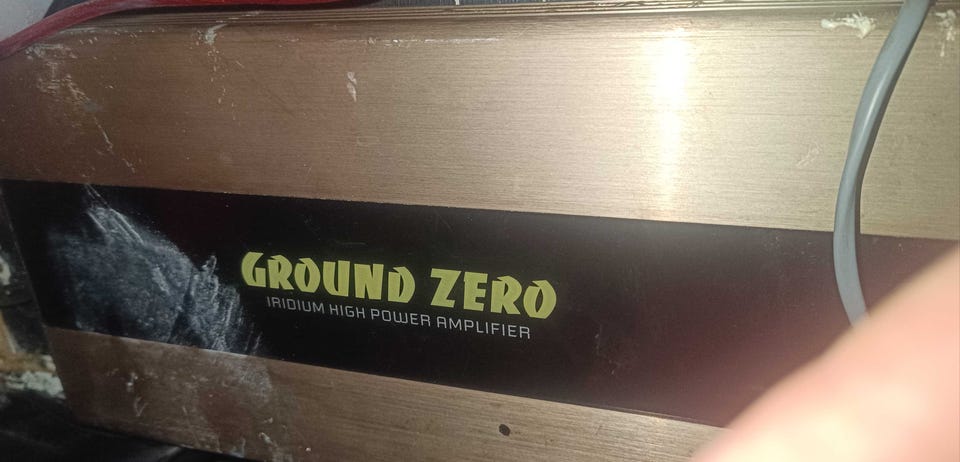 GROUND ZERO
IRIDIUM HIGH POWER AMPLIFIER